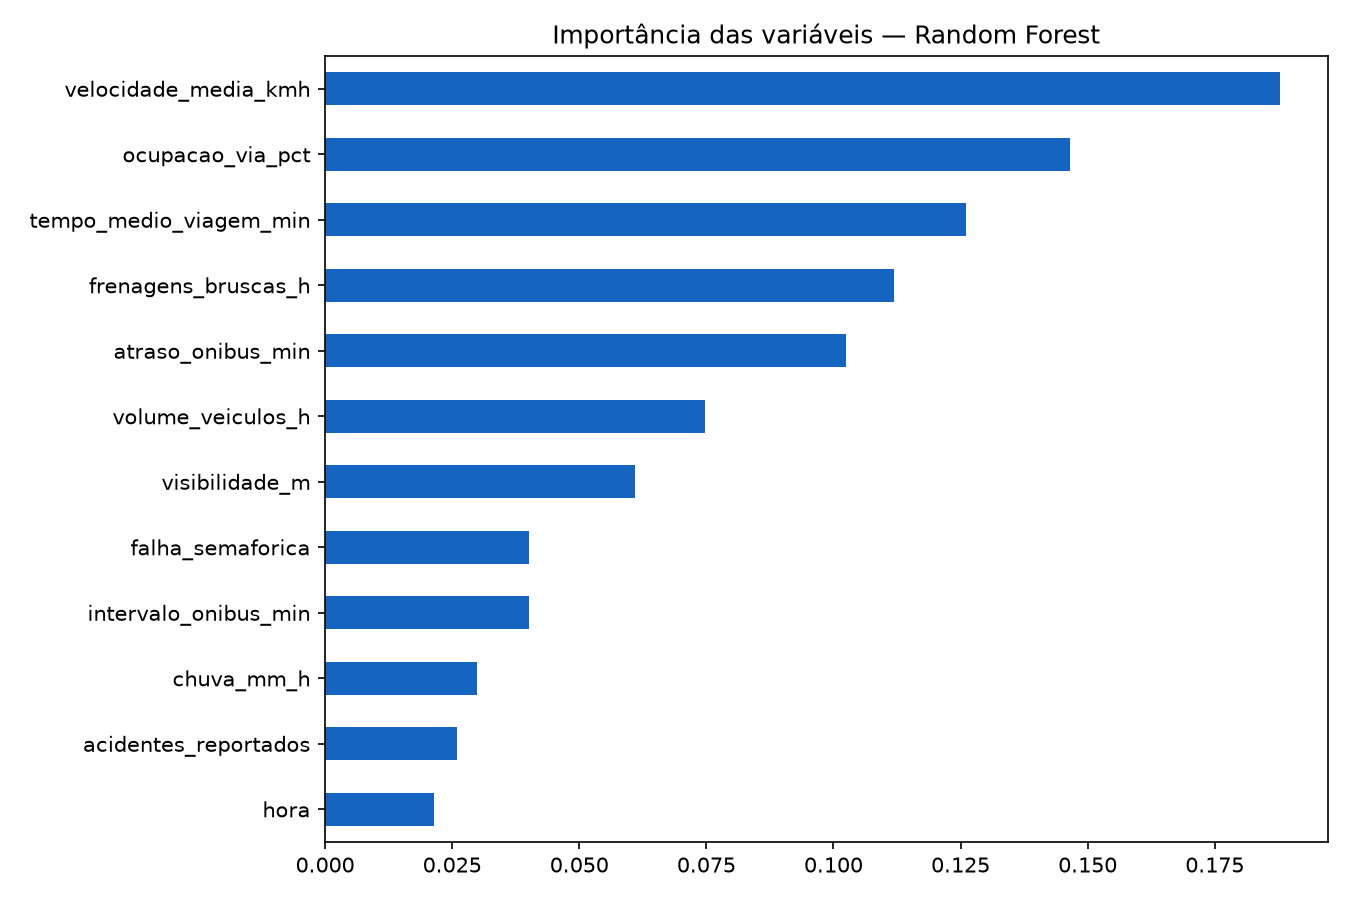 Importância das variáveis — Random Forest
velocidade_media_kmh
ocupacao_via_pct
tempo_medio_viagem_min
frenagens_bruscas_h
atraso_onibus_min
volume_veiculos_h
visibilidade_m
falha_semaforica
intervalo_onibus_min
chuva_mm_h
acidentes_reportados
hora
0.000 0.025 0.050 0.075 0.100 0.125 0.150 0.175